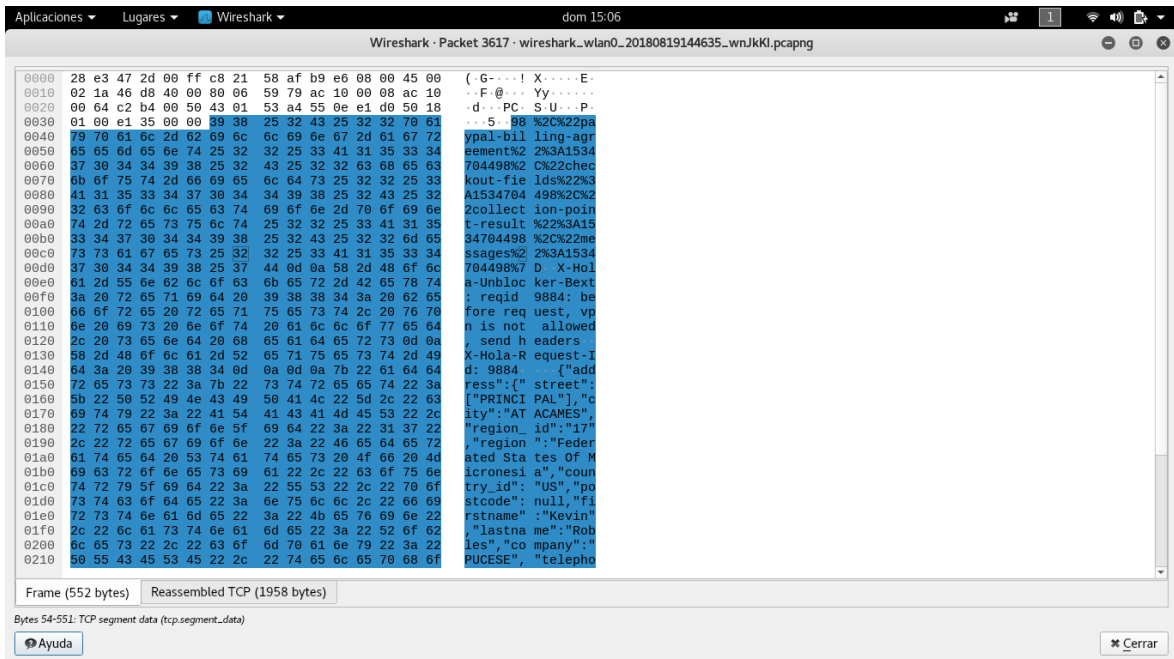 Aplicaciones Lugares Wireshark dom 15:06 1
Wireshark · Packet 3617 · wireshark_wlan0_20180819144635_wnJkKI.pcapng
0000 28 e3 47 2d 00 ff c8 21 58 af b9 e6 08 00 45 00 (·G-···! X·····E·
0010 02 1a 46 d8 40 00 80 06 59 79 ac 10 00 08 ac 10 ··F·@··· Yy······
0020 00 64 c2 b4 00 50 43 01 53 a4 55 0e e1 d0 50 18 ·d···PC· S·U···P·
0030 01 00 e1 35 00 00 39 38 25 32 43 25 32 32 70 61 ···5··98 %2C%22pa
0040 79 70 61 6c 2d 62 69 6c 6c 69 6e 67 2d 61 67 72 ypal-bil ling-agr
0050 65 65 6d 65 6e 74 25 32 32 25 33 41 31 35 33 34 eement%2 2%3A1534
0060 37 30 34 34 39 38 25 32 43 25 32 32 63 68 65 63 704498%2 C%22chec
0070 6b 6f 75 74 2d 66 69 65 6c 64 73 25 32 32 25 33 kout-fie lds%22%3
0080 41 31 35 33 34 37 30 34 34 39 38 25 32 43 25 32 A1534704 498%2C%2
0090 32 63 6f 6c 6c 65 63 74 69 6f 6e 2d 70 6f 69 6e 2collect ion-poin
00a0 74 2d 72 65 73 75 6c 74 25 32 32 25 33 41 31 35 t-result %22%3A15
00b0 33 34 37 30 34 34 39 38 25 32 43 25 32 32 6d 65 34704498 %2C%22me
00c0 73 73 61 67 65 73 25 32 32 25 33 41 31 35 33 34 ssages%2 2%3A1534
00d0 37 30 34 34 39 38 25 37 44 0d 0a 58 2d 48 6f 6c 704498%7 D··X-Hol
00e0 61 2d 55 6e 62 6c 6f 63 6b 65 72 2d 42 65 78 74 a-Unbloc ker-Bext
00f0 3a 20 72 65 71 69 64 20 39 38 38 34 3a 20 62 65 : reqid 9884: be
0100 66 6f 72 65 20 72 65 71 75 65 73 74 2c 20 76 70 fore req uest, vp
0110 6e 20 69 73 20 6e 6f 74 20 61 6c 6c 6f 77 65 64 n is not allowed
0120 2c 20 73 65 6e 64 20 68 65 61 64 65 72 73 0d 0a , send h eaders··
0130 58 2d 48 6f 6c 61 2d 52 65 71 75 65 73 74 2d 49 X-Hola-R equest-I
0140 64 3a 20 39 38 38 34 0d 0a 0d 0a 7b 22 61 64 64 d: 9884· ···{"add
0150 72 65 73 73 22 3a 7b 22 73 74 72 65 65 74 22 3a ress":{" street":
0160 5b 22 50 52 49 4e 43 49 50 41 4c 22 5d 2c 22 63 ["PRINCI PAL"],"c
0170 69 74 79 22 3a 22 41 54 41 43 41 4d 45 53 22 2c ity":"AT ACAMES",
0180 22 72 65 67 69 6f 6e 5f 69 64 22 3a 22 31 37 22 "region_ id":"17"
0190 2c 22 72 65 67 69 6f 6e 22 3a 22 46 65 64 65 72 ,"region ":"Feder
01a0 61 74 65 64 20 53 74 61 74 65 73 20 4f 66 20 4d ated Sta tes Of M
01b0 69 63 72 6f 6e 65 73 69 61 22 2c 22 63 6f 75 6e icronesi a","coun
01c0 74 72 79 5f 69 64 22 3a 22 55 53 22 2c 22 70 6f try_id": "US","po
01d0 73 74 63 6f 64 65 22 3a 6e 75 6c 6c 2c 22 66 69 stcode": null,"fi
01e0 72 73 74 6e 61 6d 65 22 3a 22 4b 65 76 69 6e 22 rstname" :"Kevin"
01f0 2c 22 6c 61 73 74 6e 61 6d 65 22 3a 22 52 6f 62 ,"lastna me":"Rob
0200 6c 65 73 22 2c 22 63 6f 6d 70 61 6e 79 22 3a 22 les","co mpany":"
0210 50 55 43 45 53 45 22 2c 22 74 65 6c 65 70 68 6f PUCESE", "telepho
Frame (552 bytes) Reassembled TCP (1958 bytes)
Bytes 54-551: TCP segment data (tcp.segment_data)
Ayuda Cerrar